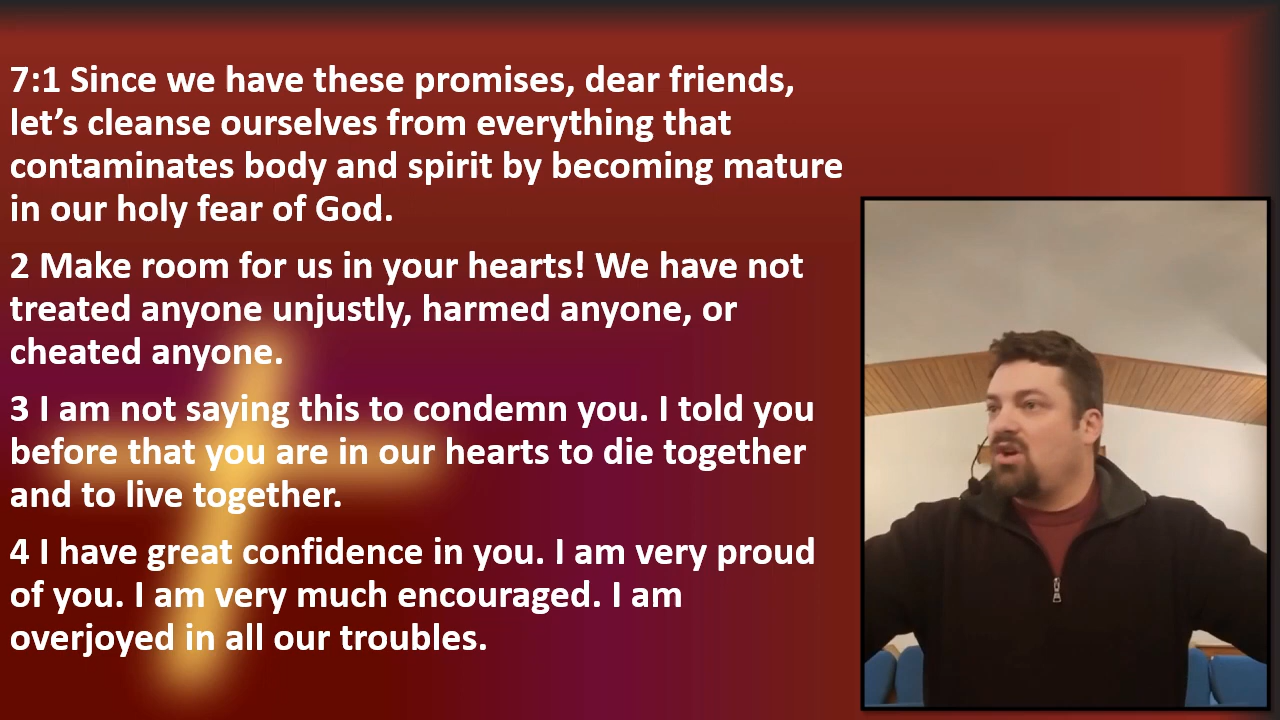 7:1 Since we have these promises, dear friends,
let’s cleanse ourselves from everything that
contaminates body and spirit by becoming mature
in our holy fear of God.
2 Make room for us in your hearts! We have not
treated anyone unjustly, harmed anyone, or
cheated anyone.
3 I am not saying this to condemn you. I told you
before that you are in our hearts to die together
and to live together.
4 I have great confidence in you. I am very proud
of you. I am very much encouraged. I am
overjoyed in all our troubles.